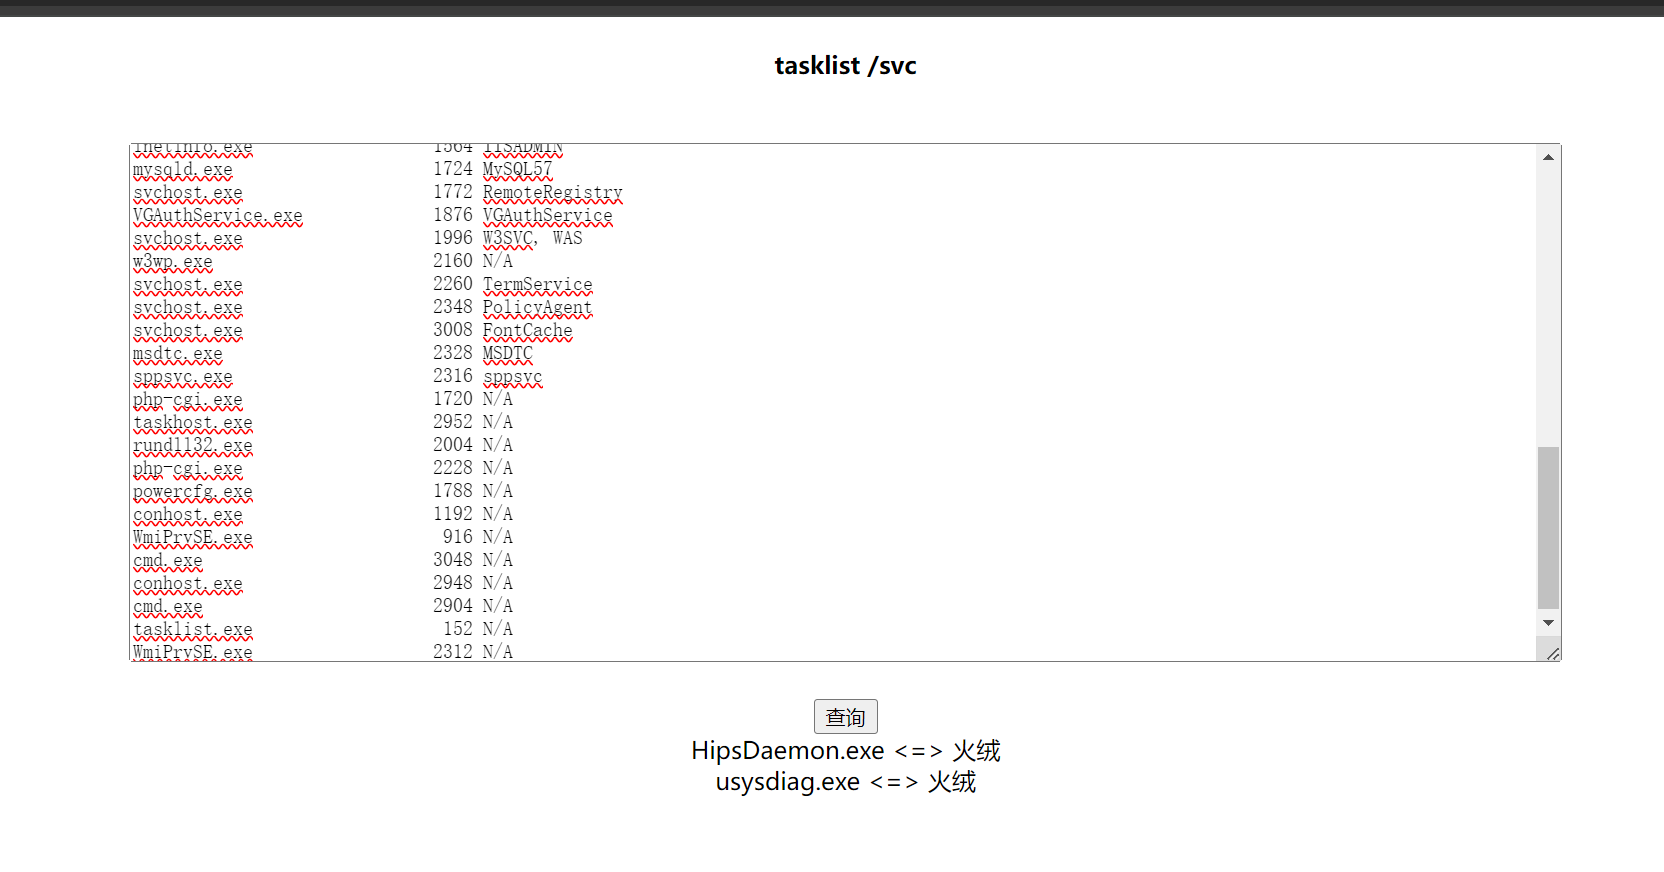 tasklist /svc
inetinfo.exe 1564 IISADMIN
mysqld.exe 1724 MySQL57
svchost.exe 1772 RemoteRegistry
VGAuthService.exe 1876 VGAuthService
svchost.exe 1996 W3SVC, WAS
w3wp.exe 2160 N/A
svchost.exe 2260 TermService
svchost.exe 2348 PolicyAgent
svchost.exe 3008 FontCache
msdtc.exe 2328 MSDTC
sppsvc.exe 2316 sppsvc
php-cgi.exe 1720 N/A
taskhost.exe 2952 N/A
rundll32.exe 2004 N/A
php-cgi.exe 2228 N/A
powercfg.exe 1788 N/A
conhost.exe 1192 N/A
WmiPrvSE.exe 916 N/A
cmd.exe 3048 N/A
conhost.exe 2948 N/A
cmd.exe 2904 N/A
tasklist.exe 152 N/A
WmiPrvSE.exe 2312 N/A
查询
HipsDaemon.exe <=> 火绒
usysdiag.exe <=> 火绒